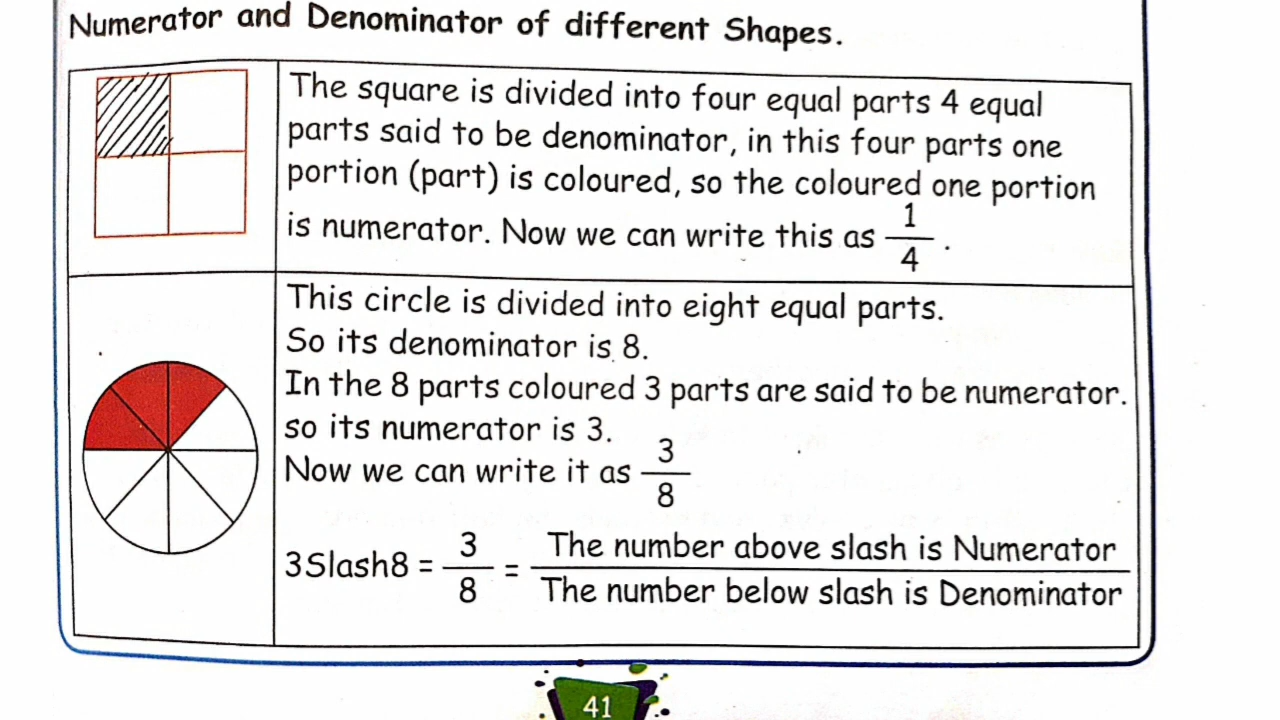 Numerator and Denominator of different Shapes.
The square is divided into four equal parts 4 equal
parts said to be denominator, in this four parts one
portion (part) is coloured, so the coloured one portion
is numerator. Now we can write this as 1/4 .
This circle is divided into eight equal parts.
So its denominator is 8.
In the 8 parts coloured 3 parts are said to be numerator.
so its numerator is 3.
Now we can write it as 3/8
3Slash8 = 3/8 = The number above slash is Numerator
The number below slash is Denominator
41